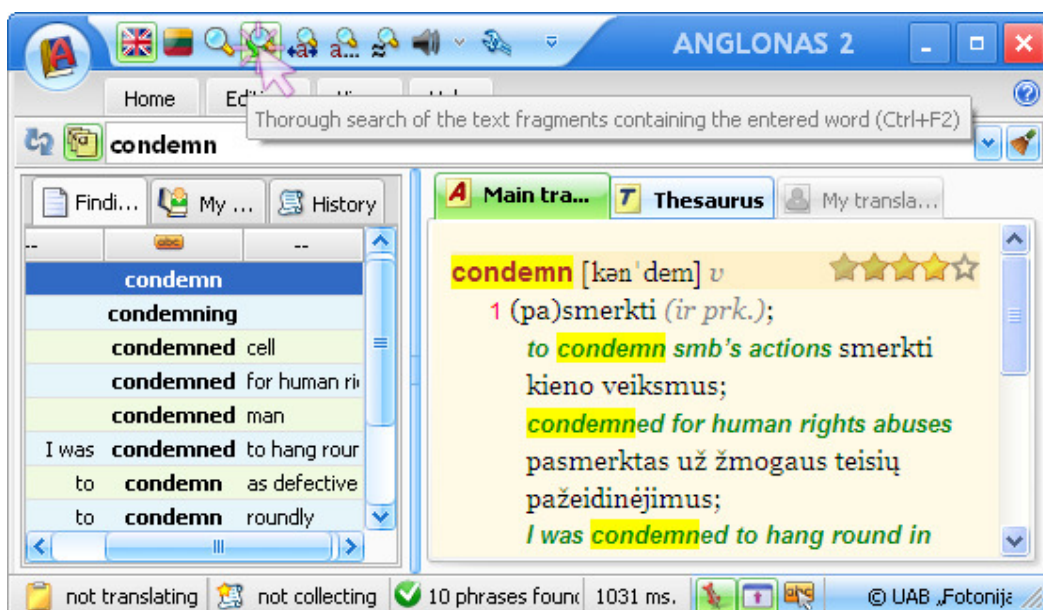 ANGLONAS 2
Home
Thorough search of the text fragments containing the entered word (Ctrl+F2)
condemn
Findi... My ... History
Main tra... Thesaurus My transla...
-- abc --
condemn
condemning
condemned cell
condemned for human ri
condemned man
I was condemned to hang roun
to condemn as defective
to condemn roundly
condemn [kənˈdem] v
1 (pa)smerkti (ir prk.);
to condemn smb's actions smerkti
kieno veiksmus;
condemned for human rights abuses
pasmerktas už žmogaus teisių
pažeidinėjimus;
I was condemned to hang round in
not translating not collecting 10 phrases foun 1031 ms. © UAB „Fotonija